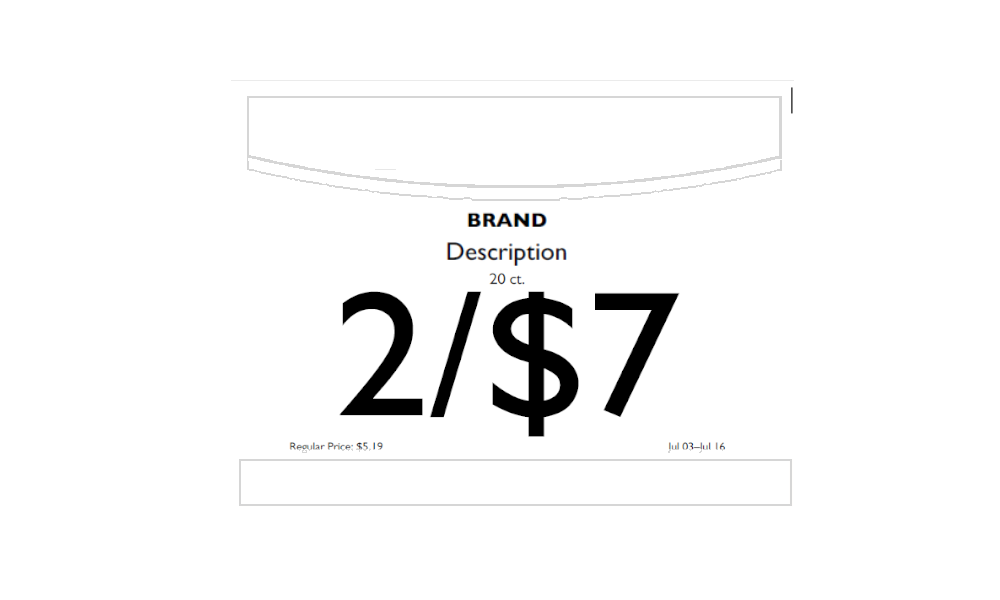 BRAND
Description
20 ct.
2/$7
Regular Price: $5.19
Jul 03–Jul 16